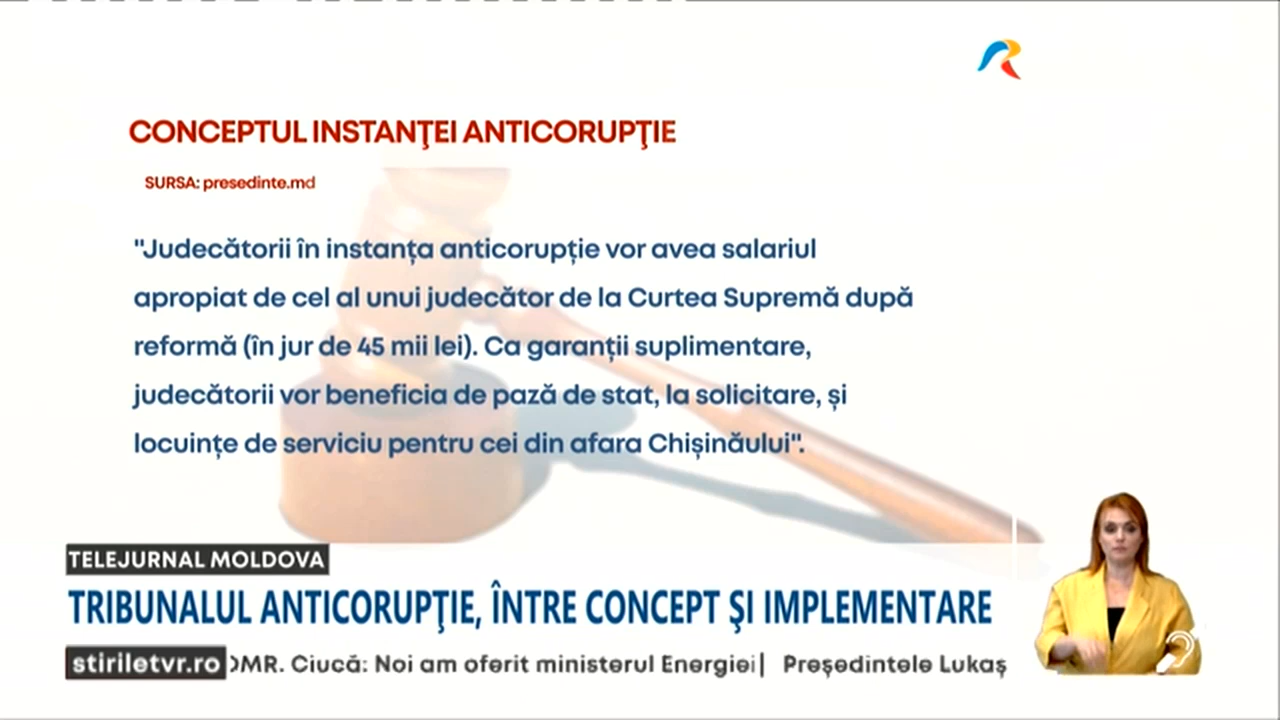 CONCEPTUL INSTANŢEI ANTICORUPŢIE
SURSA: presedinte.md
"Judecătorii în instanța anticorupție vor avea salariul
apropiat de cel al unui judecător de la Curtea Supremă după
reformă (în jur de 45 mii lei). Ca garanții suplimentare,
judecătorii vor beneficia de pază de stat, la solicitare, și
locuințe de serviciu pentru cei din afara Chișinăului".
TELEJURNAL MOLDOVA
TRIBUNALUL ANTICORUPŢIE, ÎNTRE CONCEPT ŞI IMPLEMENTARE
stiriletvr.ro DMR. Ciucă: Noi am oferit ministerul Energiei| Preşedintele Lukaş